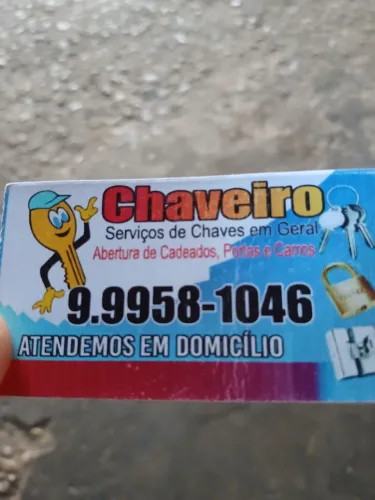 Chaveiro
Serviços de Chaves em Geral
Abertura de Cadeados, Portas e Carros
9.9958-1046
ATENDEMOS EM DOMICÍLIO